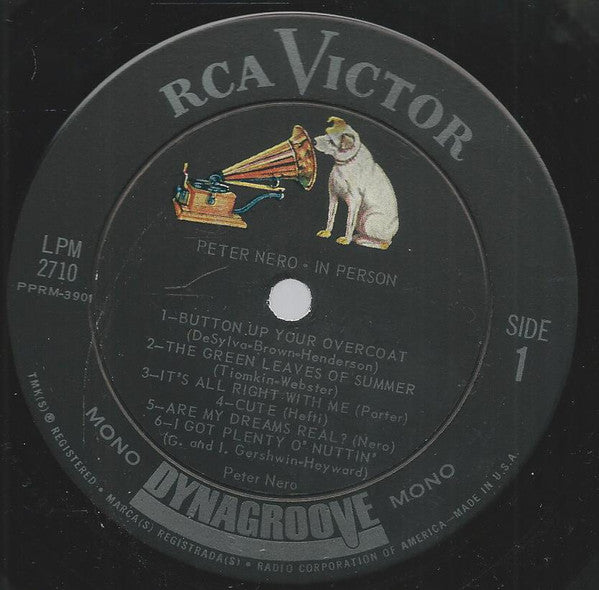 RCA VICTOR
PETER NERO • IN PERSON
LPM
2710
PPRM-3901
SIDE
1
1-BUTTON UP YOUR OVERCOAT
(DeSylva-Brown-Henderson)
2-THE GREEN LEAVES OF SUMMER
(Tiomkin-Webster)
3-IT'S ALL RIGHT WITH ME (Porter)
4-CUTE (Hefti)
5-ARE MY DREAMS REAL? (Nero)
6-I GOT PLENTY O' NUTTIN'
(G. and I. Gershwin-Heyward)
Peter Nero
MONO
DYNAGROOVE
MONO
TMK(S) ® REGISTERED • MARCA(S) REGISTRADA(S) • RADIO CORPORATION OF AMERICA—MADE IN U.S.A.